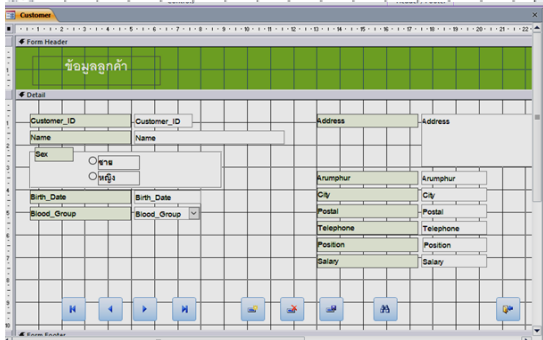 Customer
Form Header
ข้อมูลลูกค้า
Detail
Customer_ID Customer_ID Address Address
Name Name
Sex
ชาย
หญิง
Arumphur Arumphur
Birth_Date Birth_Date City City
Blood_Group Blood_Group Postal Postal
Telephone Telephone
Position Position
Salary Salary
Form Footer